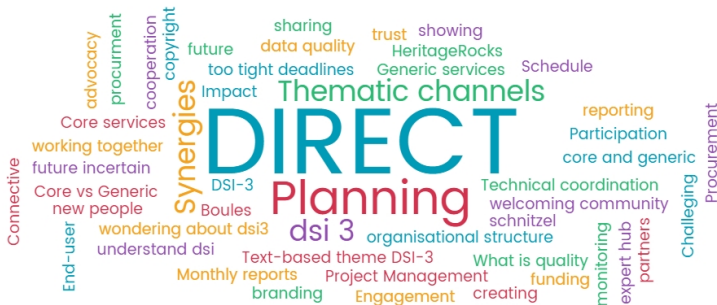 advocacy
procurment
cooperation
copyright
future
sharing
data quality
trust
showing
HeritageRocks
too tight deadlines
Generic services
Schedule
Impact
Thematic channels
Synergies
DIRECT
reporting
Procurement
Core services
Participation
working together
core and generic
future incertain
Connective
DSI-3
Planning
Technical coordination
Core vs Generic
welcoming community
new people
Boules
schnitzel
Challeging
End-user
wondering about dsi3
dsi 3
organisational structure
understand dsi
Text-based theme DSI-3
What is quality
monitoring
expert hub
partners
Monthly reports
Project Management
funding
branding
Engagement
creating